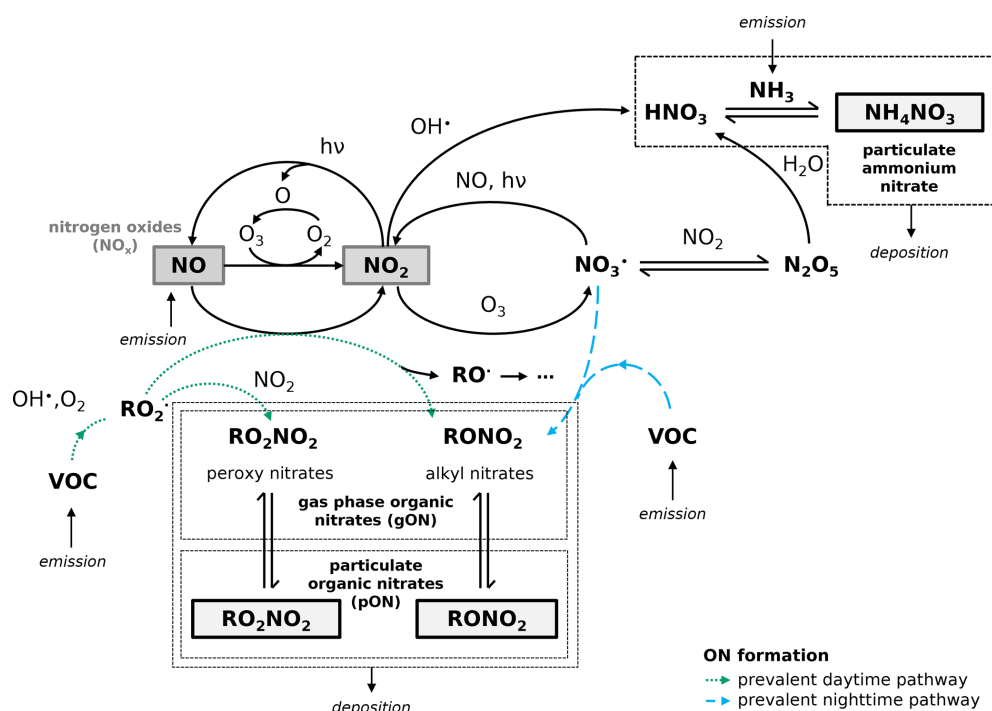 emission
HNO₃
NH₃
NH₄NO₃
particulate
ammonium
nitrate
deposition
OH•
hν
O
O₃
O₂
nitrogen oxides
(NOₓ)
NO
NO₂
emission
NO, hν
O₃
NO₃•
NO₂
N₂O₅
H₂O
RO• → ...
OH•,O₂
RO₂•
NO₂
VOC
emission
RO₂NO₂
peroxy nitrates
RONO₂
alkyl nitrates
gas phase organic
nitrates (gON)
VOC
emission
particulate
organic nitrates
(pON)
RO₂NO₂
RONO₂
deposition
ON formation
prevalent daytime pathway
prevalent nighttime pathway